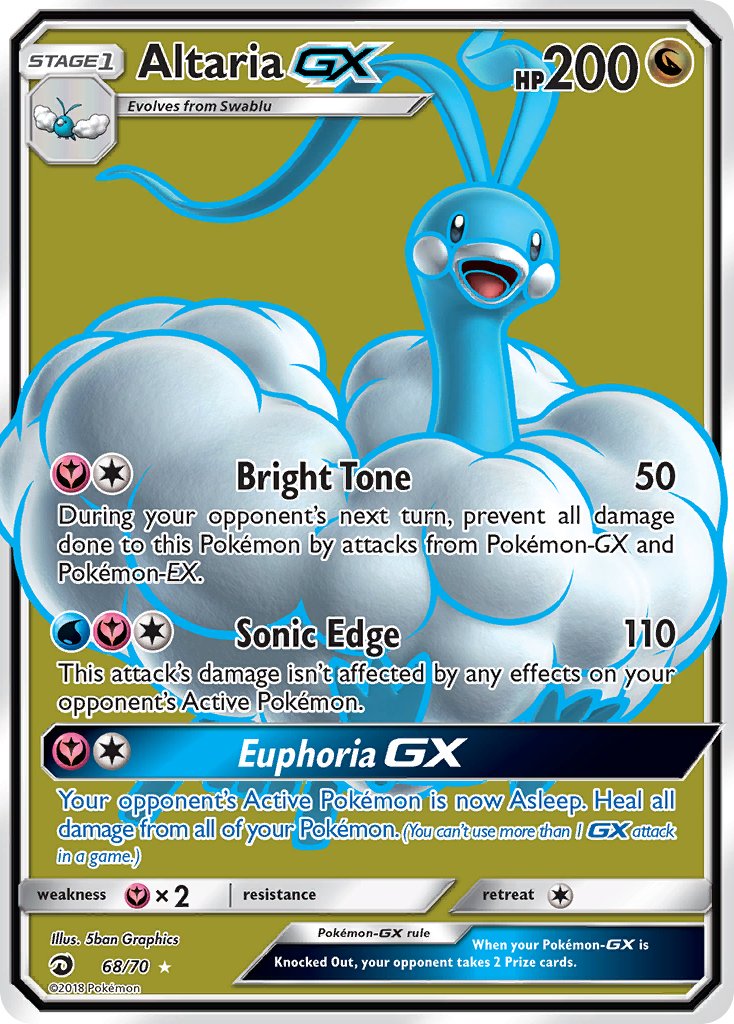 STAGE1 Altaria GX HP200
Evolves from Swablu
Bright Tone 50
During your opponent's next turn, prevent all damage
done to this Pokémon by attacks from Pokémon-GX and
Pokémon-EX.
Sonic Edge 110
This attack's damage isn't affected by any effects on your
opponent's Active Pokémon.
Euphoria GX
Your opponent's Active Pokémon is now Asleep. Heal all
damage from all of your Pokémon. (You can't use more than 1 GX attack
in a game.)
weakness ×2 resistance retreat
Illus. 5ban Graphics
68/70
©2018 Pokémon
Pokémon-GX rule
When your Pokémon-GX is
Knocked Out, your opponent takes 2 Prize cards.